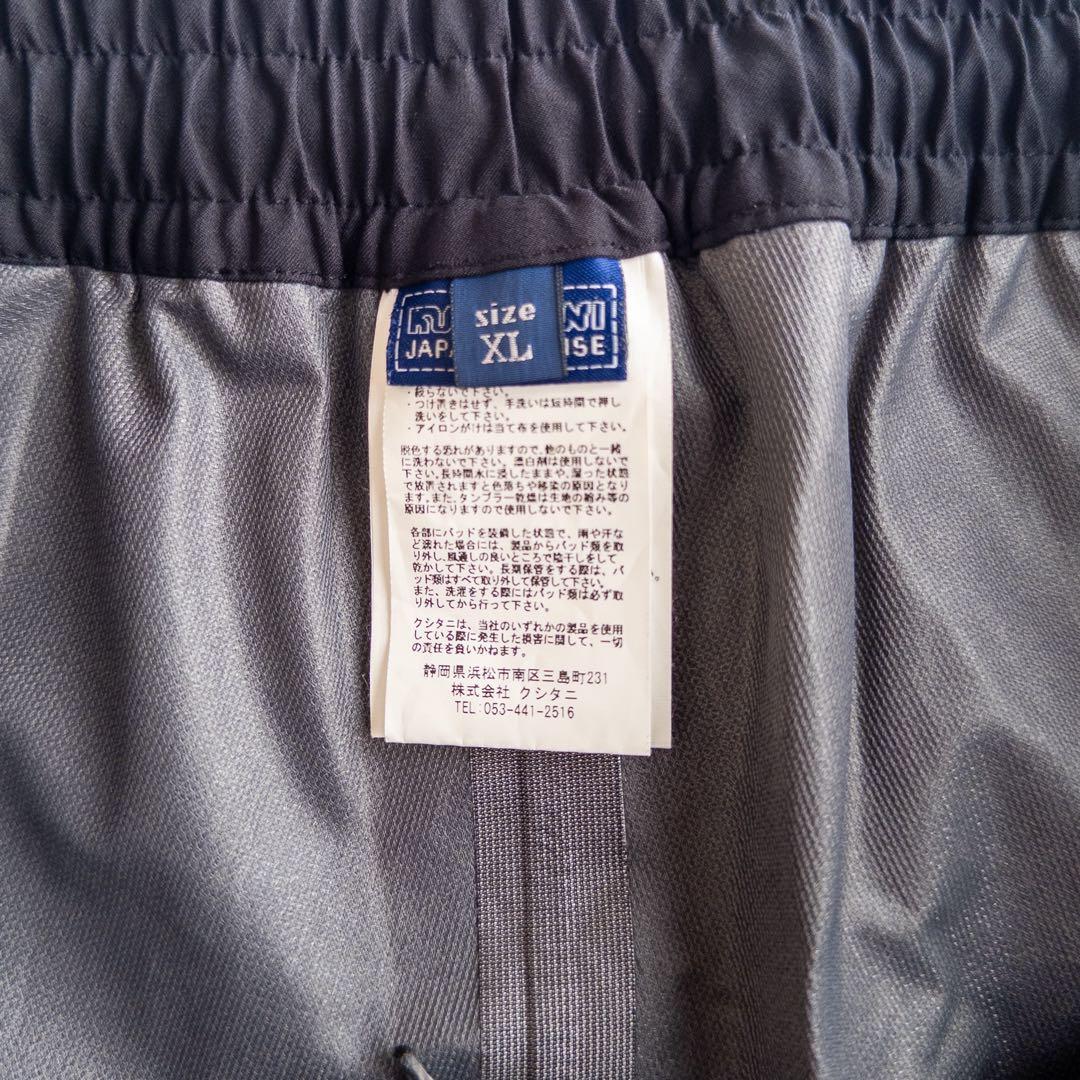 size
XL
JAP
ISE
・絞らないで下さい。
・つけ置きはせず、手洗いは短時間で押し
洗いをして下さい。
・アイロンがけは当て布を使用して下さい。
脱色する恐れがありますので、他のものと一緒
に洗わないで下さい。漂白剤は使用しないで
下さい。長時間水に浸したままや、湿った状態
で放置されますと色落ちや移染の原因となり
ます。また、タンブラー乾燥は生地の縮み等の
原因になりますので使用しないで下さい。
各部にパッドを装備した状態で、雨や汗な
ど濡れた場合には、製品からパッド類を取
り外し、風通しの良いところで陰干しをして
乾かして下さい。長期保管をする際は、パ
ッド類はすべて取り外して保管して下さい。
また、洗濯をする際にはパッド類は必ず取
り外してから行って下さい。
クシタニは、当社のいずれかの製品を使用
している際に発生した損害に関して、一切
の責任を負いかねます。
静岡県浜松市南区三島町231
株式会社 クシタニ
TEL:053-441-2516